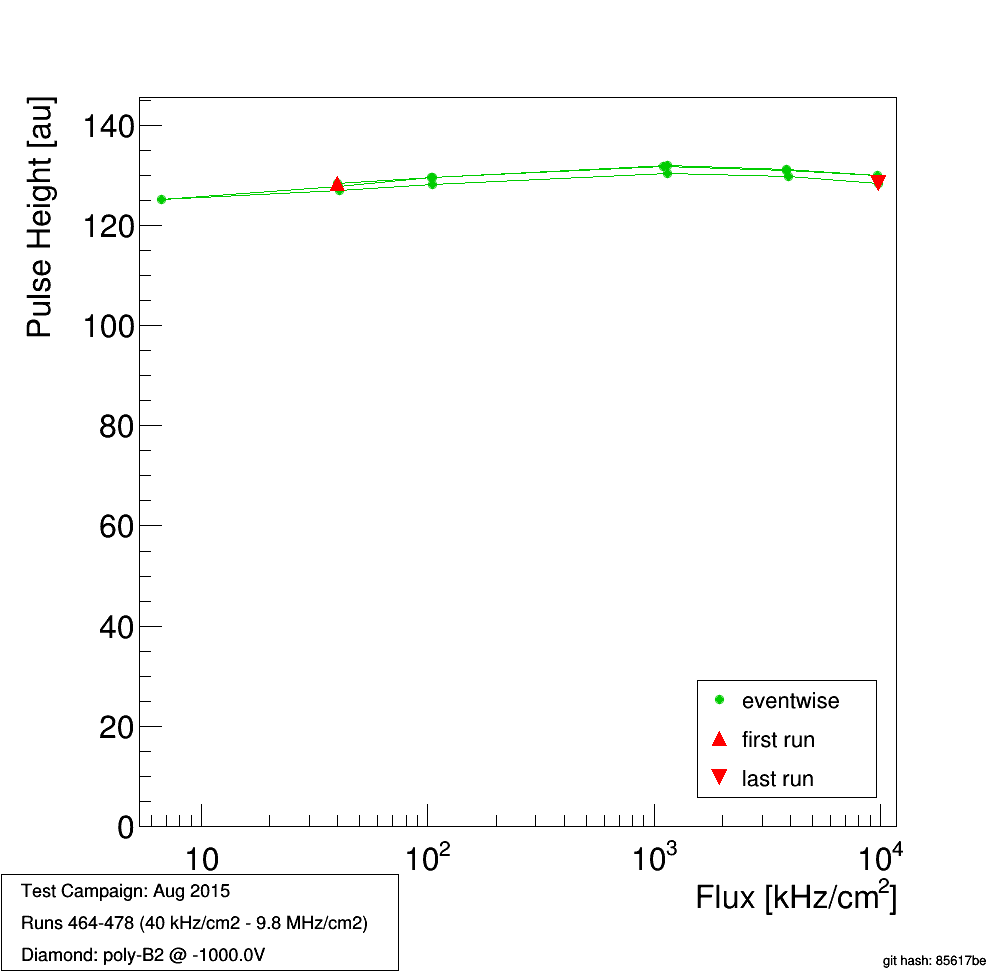 Pulse Height [au]
140
120
100
80
60
40
20
0
10
10²
10³
10⁴
Flux [kHz/cm²]
eventwise
first run
last run
Test Campaign: Aug 2015
Runs 464-478 (40 kHz/cm2 - 9.8 MHz/cm2)
Diamond: poly-B2 @ -1000.0V
git hash: 85617be